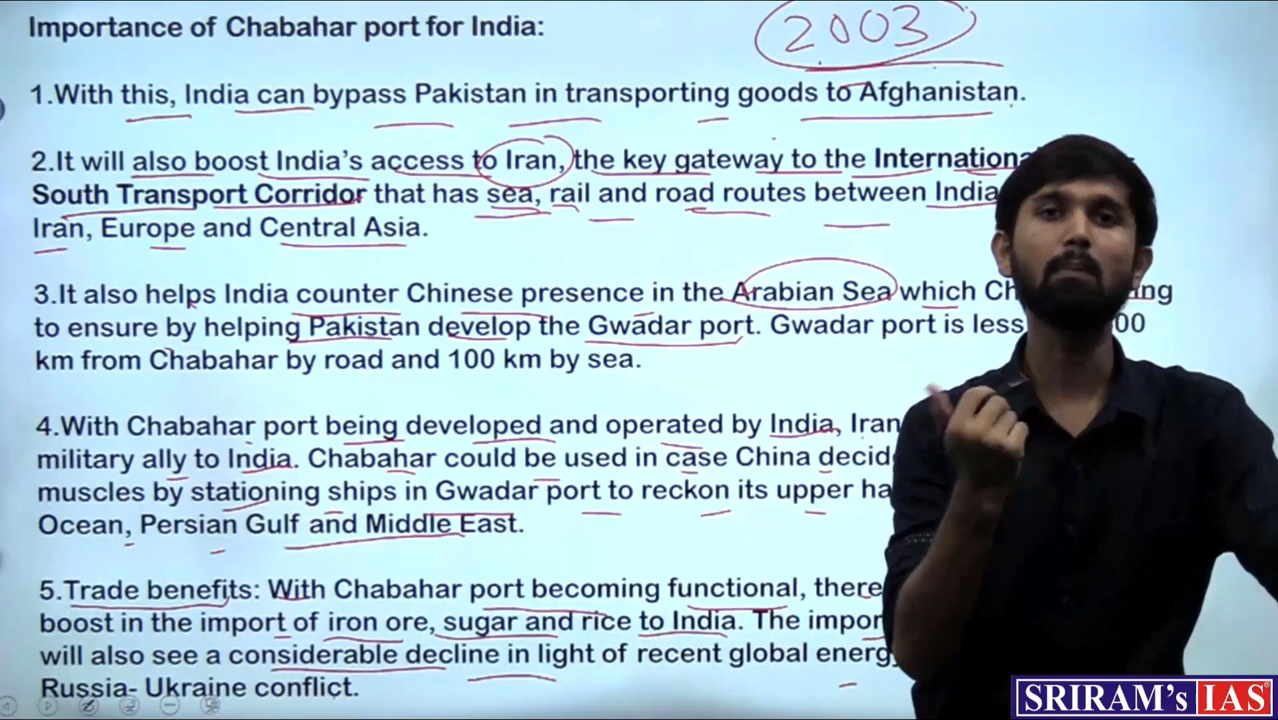 Importance of Chabahar port for India:
2003
1.With this, India can bypass Pakistan in transporting goods to Afghanistan.
2.It will also boost India's access to Iran, the key gateway to the Internationa
South Transport Corridor that has sea, rail and road routes between India
Iran, Europe and Central Asia.
3.It also helps India counter Chinese presence in the Arabian Sea which Ch ng
to ensure by helping Pakistan develop the Gwadar port. Gwadar port is less 00
km from Chabahar by road and 100 km by sea.
4.With Chabahar port being developed and operated by India, Iran
military ally to India. Chabahar could be used in case China decid
muscles by stationing ships in Gwadar port to reckon its upper ha
Ocean, Persian Gulf and Middle East.
5.Trade benefits: With Chabahar port becoming functional, there
boost in the import of iron ore, sugar and rice to India. The impor
will also see a considerable decline in light of recent global energ
Russia- Ukraine conflict.
SRIRAM's IAS